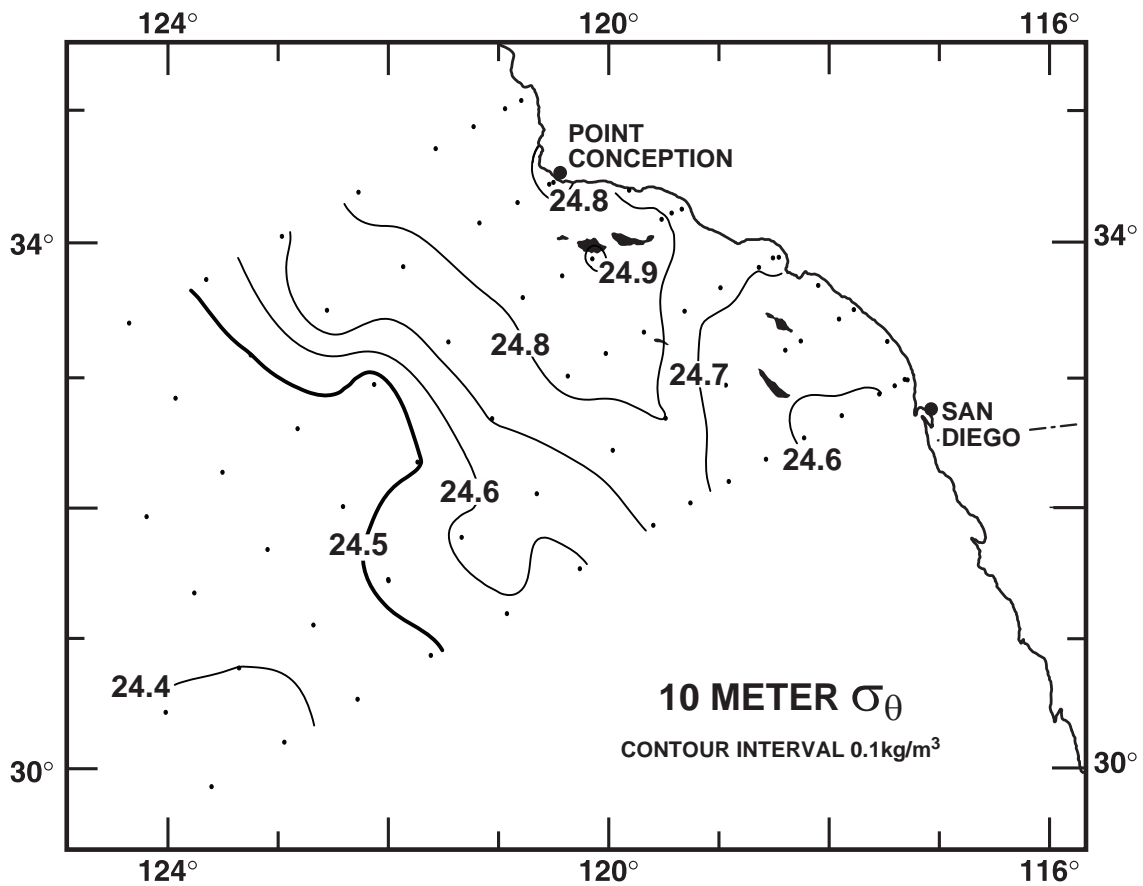 124° 120° 116°
POINT
CONCEPTION
24.8
34° 34°
24.9
24.8
24.7
SAN
DIEGO
24.6
24.6
24.5
24.4
10 METER σθ
CONTOUR INTERVAL 0.1kg/m³
30° 30°
124° 120° 116°